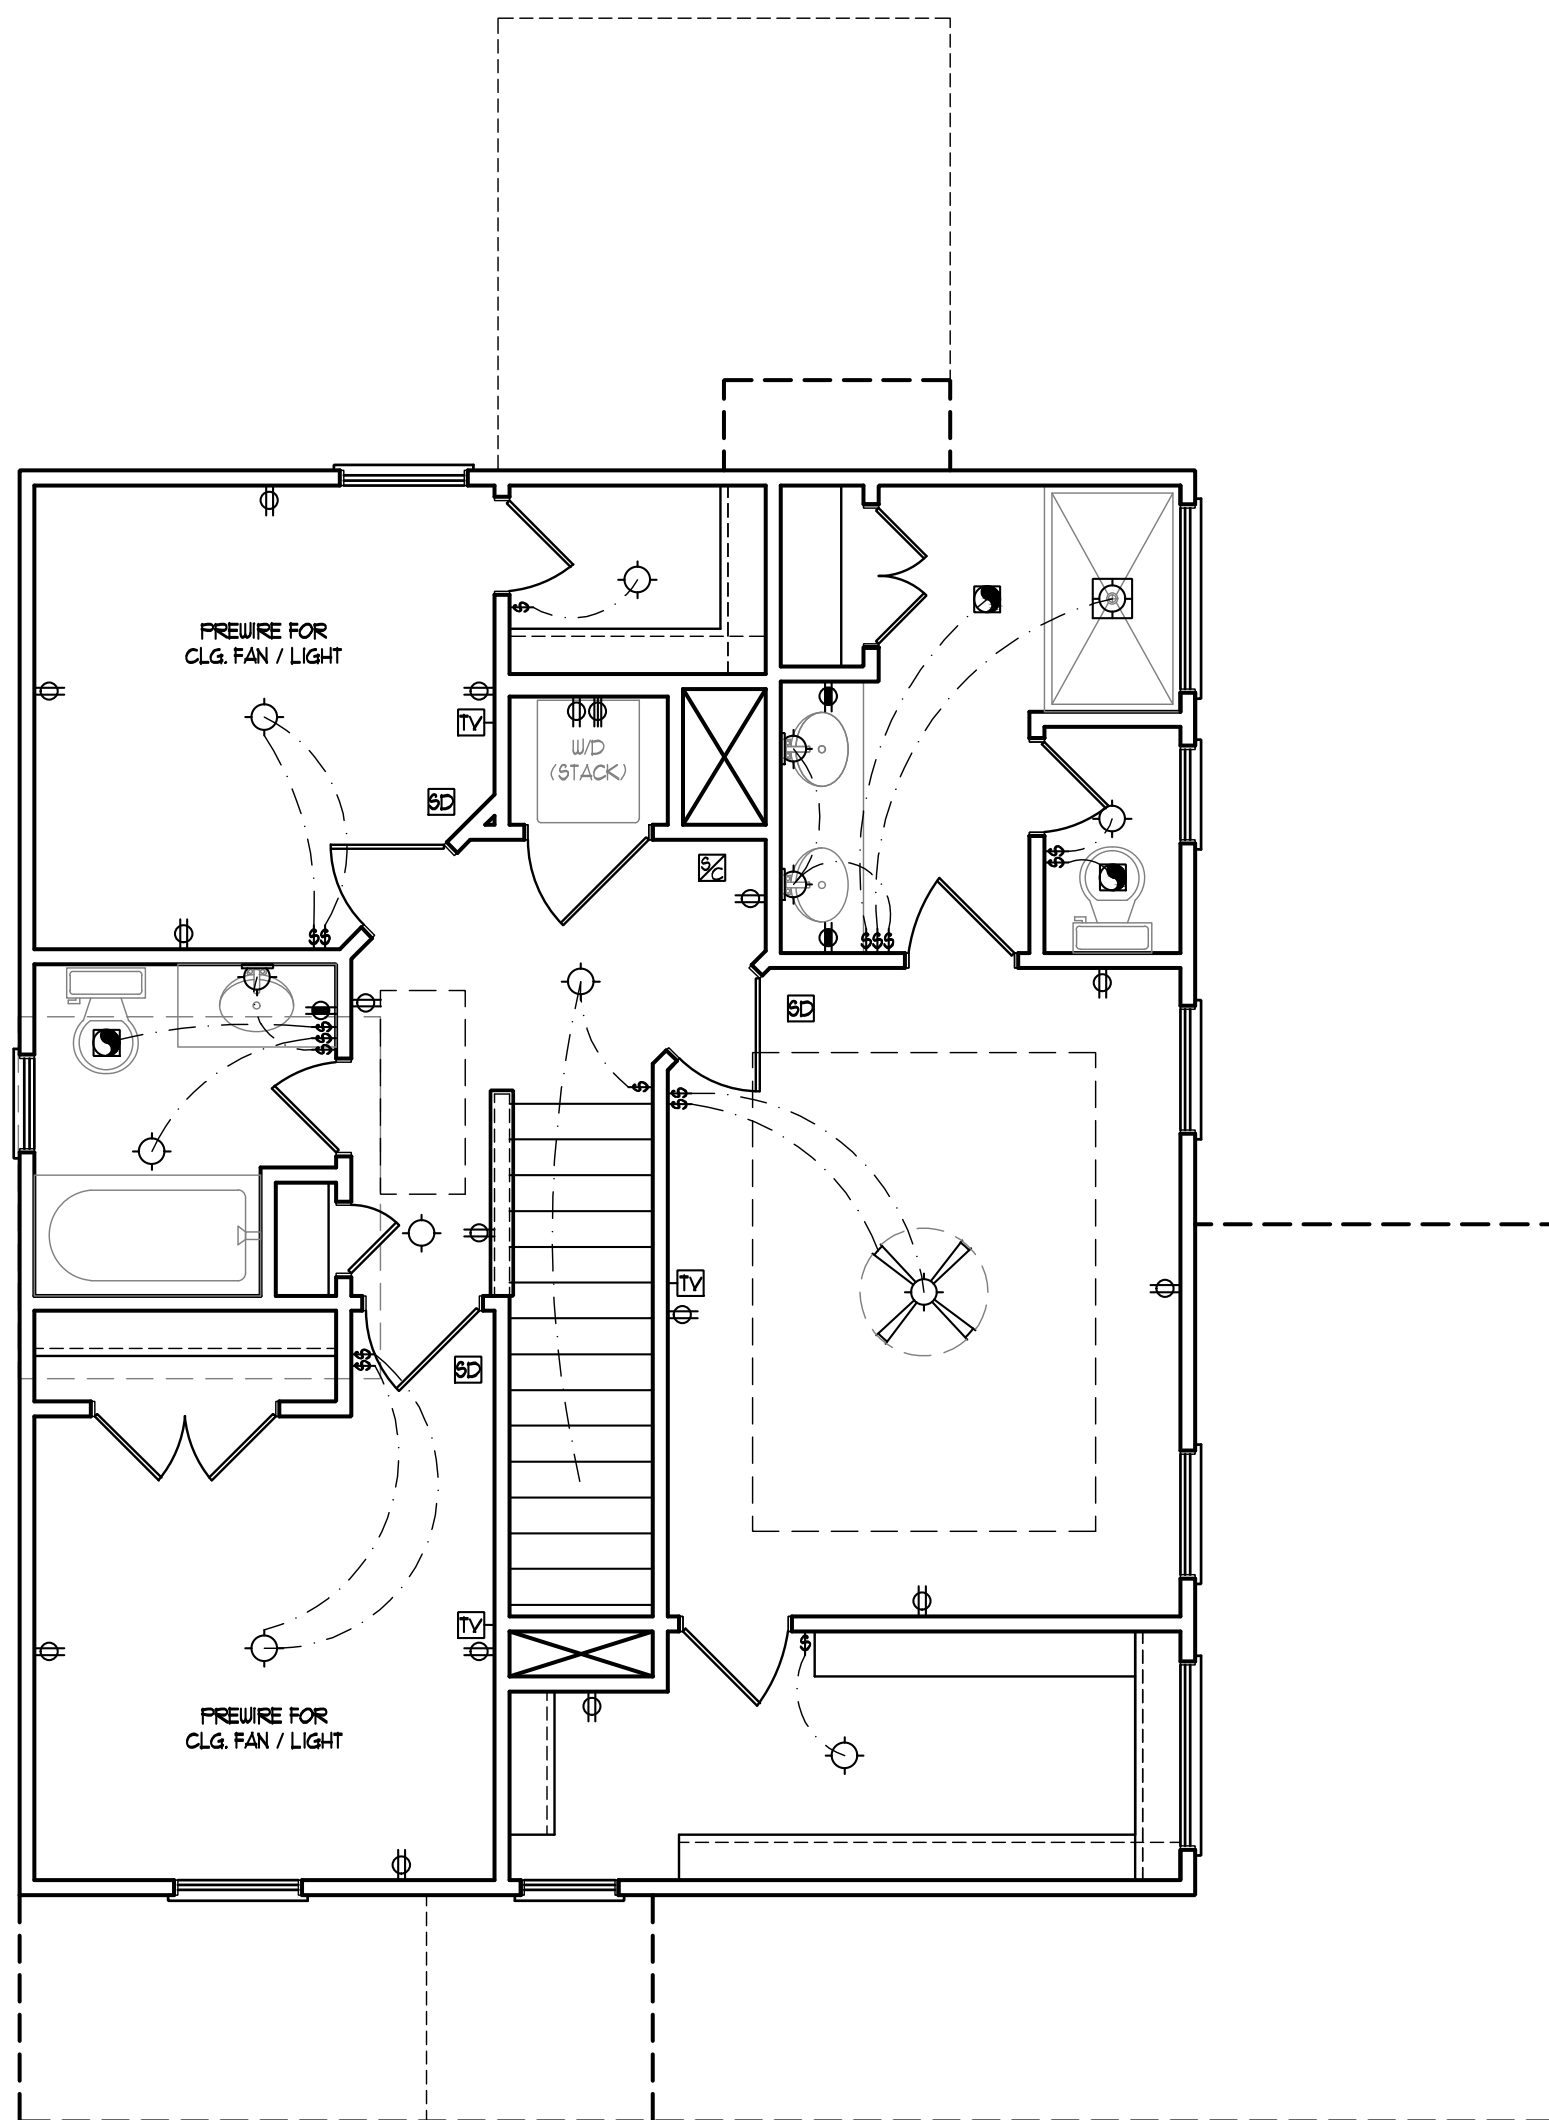 PREWIRE FOR
CLG. FAN / LIGHT
$
TV
W/D
(STACK)
SD
S/C
$$
$$
$$$
SD
$$$
$
$$
TV
$$
SD
TV
$
PREWIRE FOR
CLG. FAN / LIGHT